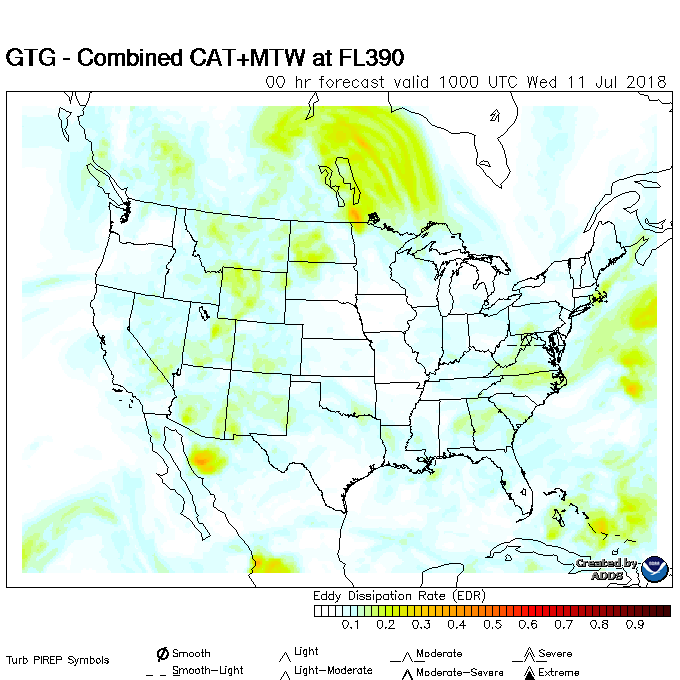 GTG - Combined CAT+MTW at FL390
00 hr forecast valid 1000 UTC Wed 11 Jul 2018
Created by
ADDS
Eddy Dissipation Rate (EDR)
0.1 0.2 0.3 0.4 0.5 0.6 0.7 0.8 0.9
Turb PIREP Symbols
Smooth Light Moderate Severe
Smooth-Light Light-Moderate Moderate-Severe Extreme